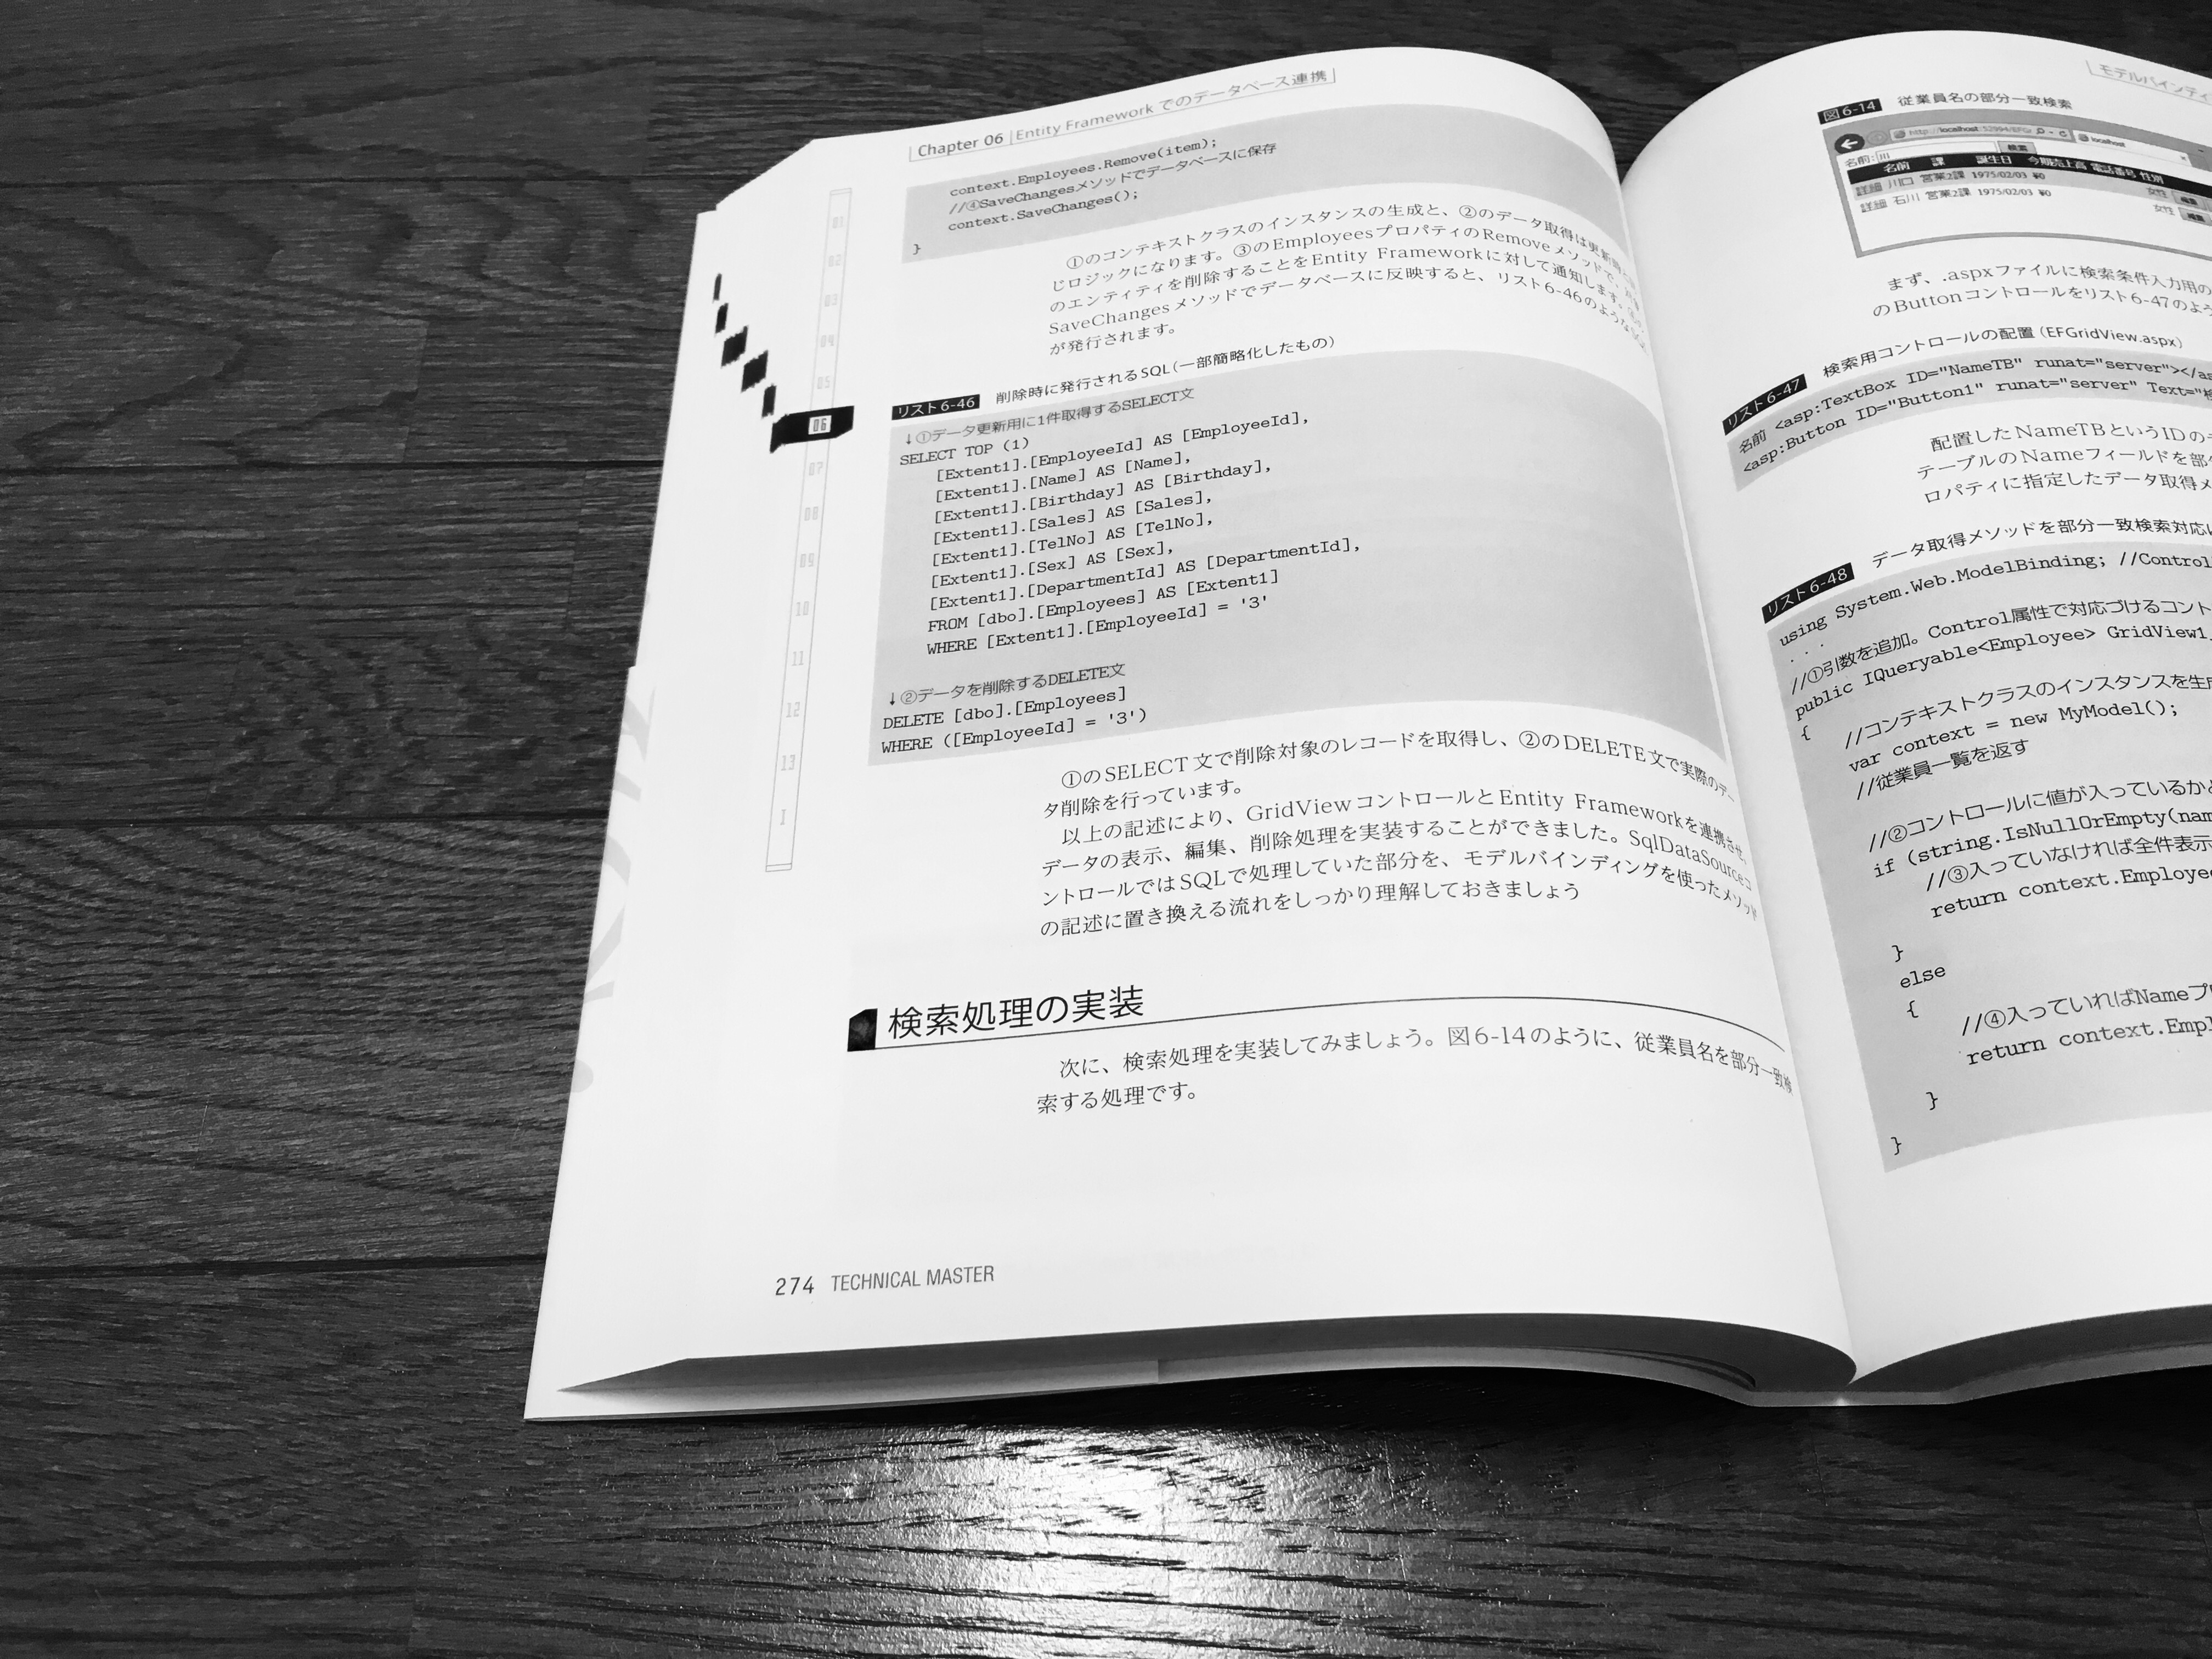 Chapter 06 Entity Framework でのデータベース連携
context.Employees.Remove(item);
//④SaveChangesメソッドでデータベースに保存
context.SaveChanges();
}
①のコンテキストクラスのインスタンスの生成と、②のデータ取得は更新
じロジックになります。③のEmployeesプロパティのRemoveメソッドで、
のエンティティを削除することをEntity Frameworkに対して通知します。
SaveChangesメソッドでデータベースに反映すると、リスト6-46のような
が発行されます。
リスト6-46 削除時に発行されるSQL（一部簡略化したもの）
↓①データ更新用に1件取得するSELECT文
SELECT TOP (1)
[Extent1].[EmployeeId] AS [EmployeeId],
[Extent1].[Name] AS [Name],
[Extent1].[Birthday] AS [Birthday],
[Extent1].[Sales] AS [Sales],
[Extent1].[TelNo] AS [TelNo],
[Extent1].[Sex] AS [Sex],
[Extent1].[DepartmentId] AS [DepartmentId],
FROM [dbo].[Employees] AS [Extent1]
WHERE [Extent1].[EmployeeId] = '3'
↓②データを削除するDELETE文
DELETE [dbo].[Employees]
WHERE ([EmployeeId] = '3')
①のSELECT文で削除対象のレコードを取得し、②のDELETE文で実際のデー
タ削除を行っています。
以上の記述により、GridViewコントロールとEntity Frameworkを連携させ、
データの表示、編集、削除処理を実装することができました。SqlDataSourceコ
ントロールではSQLで処理していた部分を、モデルバインディングを使ったメソッド
の記述に置き換える流れをしっかり理解しておきましょう
検索処理の実装
次に、検索処理を実装してみましょう。図6-14のように、従業員名を部分一致検
索する処理です。
274 TECHNICAL MASTER
01
02
03
04
05
06
07
08
09
10
11
12
13
I
モデルバインディ
図6-14 従業員名の部分一致検索
localhost
名前:川 検索
名前 課 誕生日 今期売上高 電話番号 性別
詳細 川口 営業2課 1975/02/03 ¥0 女性 編集
詳細 石川 営業2課 1975/02/03 ¥0 女性 編集
まず、.aspxファイルに検索条件入力用の
のButtonコントロールをリスト6-47のよう
リスト6-47 検索用コントロールの配置（EFGridView.aspx）
名前 <asp:TextBox ID="NameTB" runat="server"></as
<asp:Button ID="Button1" runat="server" Text="検
配置したNameTBというIDの
テーブルのNameフィールドを部
ロパティに指定したデータ取得メ
リスト6-48 データ取得メソッドを部分一致検索対応
using System.Web.ModelBinding; //Control
. . .
//①引数を追加。Control属性で対応づけるコント
public IQueryable<Employee> GridView1
{
//コンテキストクラスのインスタンスを生成
var context = new MyModel();
//従業員一覧を返す
//②コントロールに値が入っているか
if (string.IsNullOrEmpty(nam
//③入っていなければ全件表示
return context.Employe
}
else
{
//④入っていればNameプ
return context.Empl
}
}